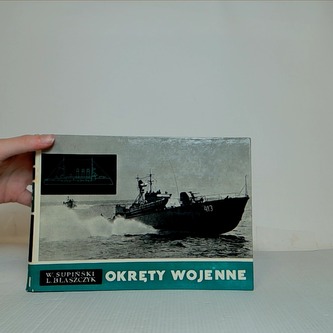 W. SUPIŃSKI
L. BŁASZCZYK
OKRĘTY WOJENNE